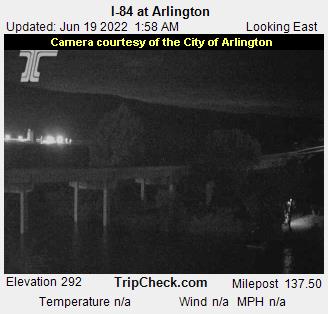 I-84 at Arlington
Updated: Jun 19 2022 1:58 AM Looking East
Camera courtesy of the City of Arlington
Elevation 292 TripCheck.com Milepost 137.50
Temperature n/a Wind n/a MPH n/a